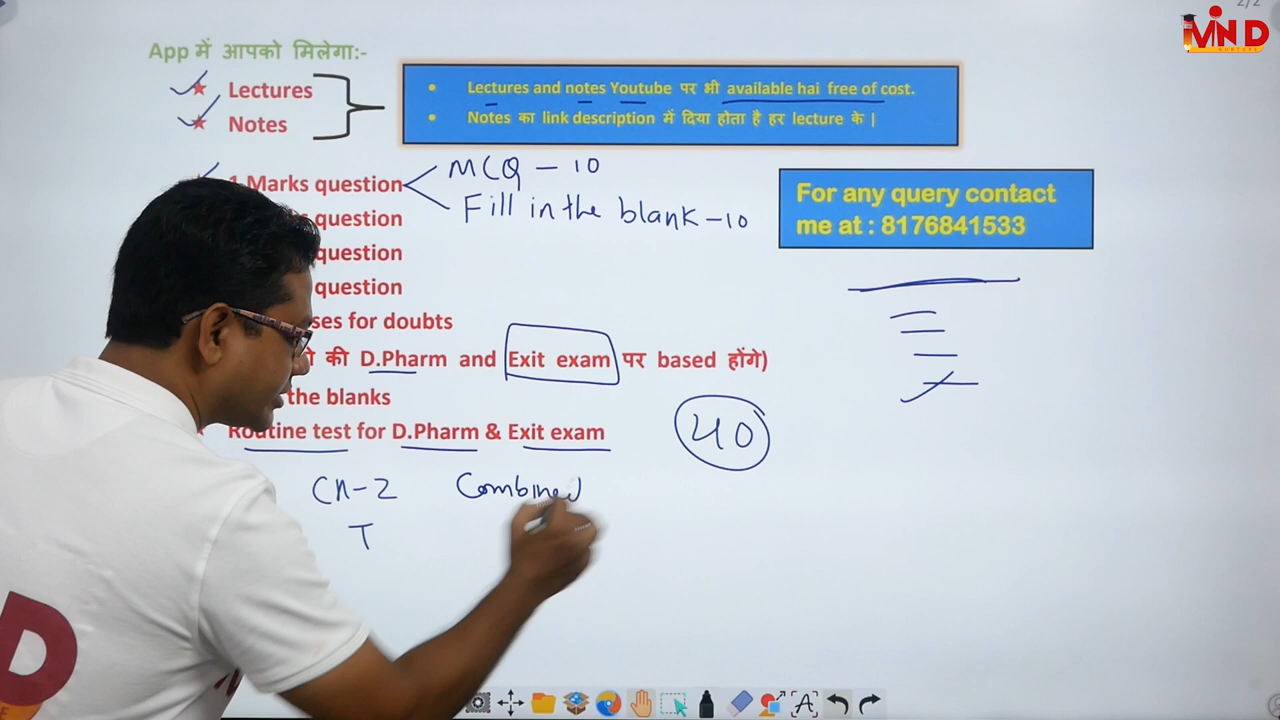 2/2
MIND
App में आपको मिलेगा:-
Lectures
Notes
• Lectures and notes Youtube पर भी available hai free of cost.
• Notes का link description में दिया होता है हर lecture के |
1 Marks question
MCQ - 10
Fill in the blank - 10
question
question
question
For any query contact
me at : 8176841533
for doubts
की D.Pharm and Exit exam पर based होंगे)
the blanks
Routine test for D.Pharm & Exit exam
40
CH-2 Combined
T
D